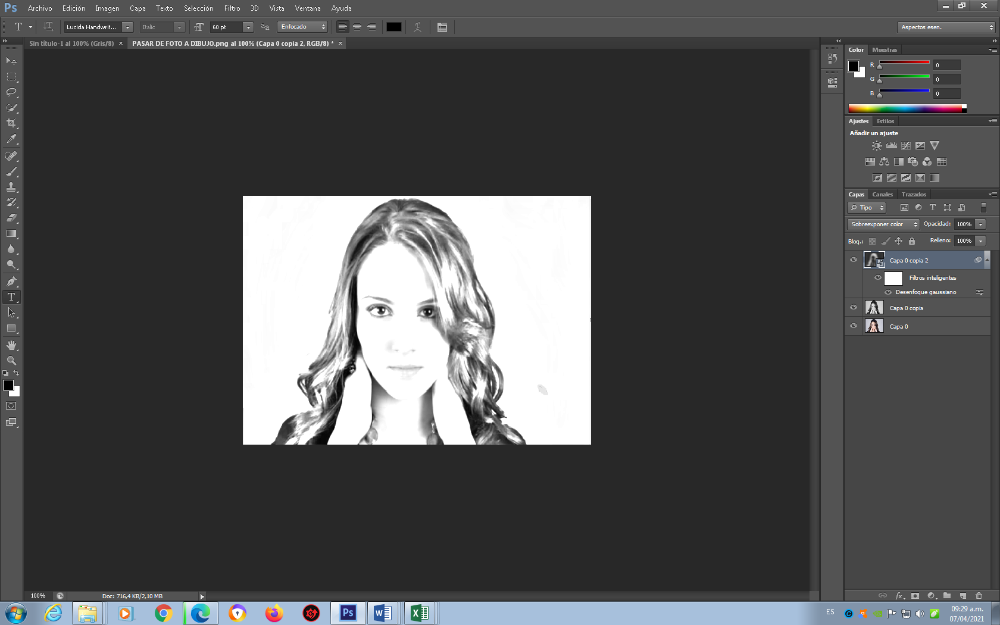 Ps Archivo Edición Imagen Capa Texto Selección Filtro 3D Vista Ventana Ayuda
T Lucida Handwrit... Italic 60 pt Enfocado Aspectos esen.
Sin título-1 al 100% (Gris/8) × PASAR DE FOTO A DIBUJO.png al 100% (Capa 0 copia 2, RGB/8) * ×
Color Muestras
R 0
G 0
B 0
Ajustes Estilos
Añadir un ajuste
Capas Canales Trazados
Tipo
Sobreexponer color Opacidad: 100%
Bloq.: Relleno: 100%
Capa 0 copia 2
Filtros inteligentes
Desenfoque gaussiano
Capa 0 copia
Capa 0
100% Doc: 716,4 KB/2,10 MB
fx
Ps W X
ES
09:29 a.m.
07/04/2021